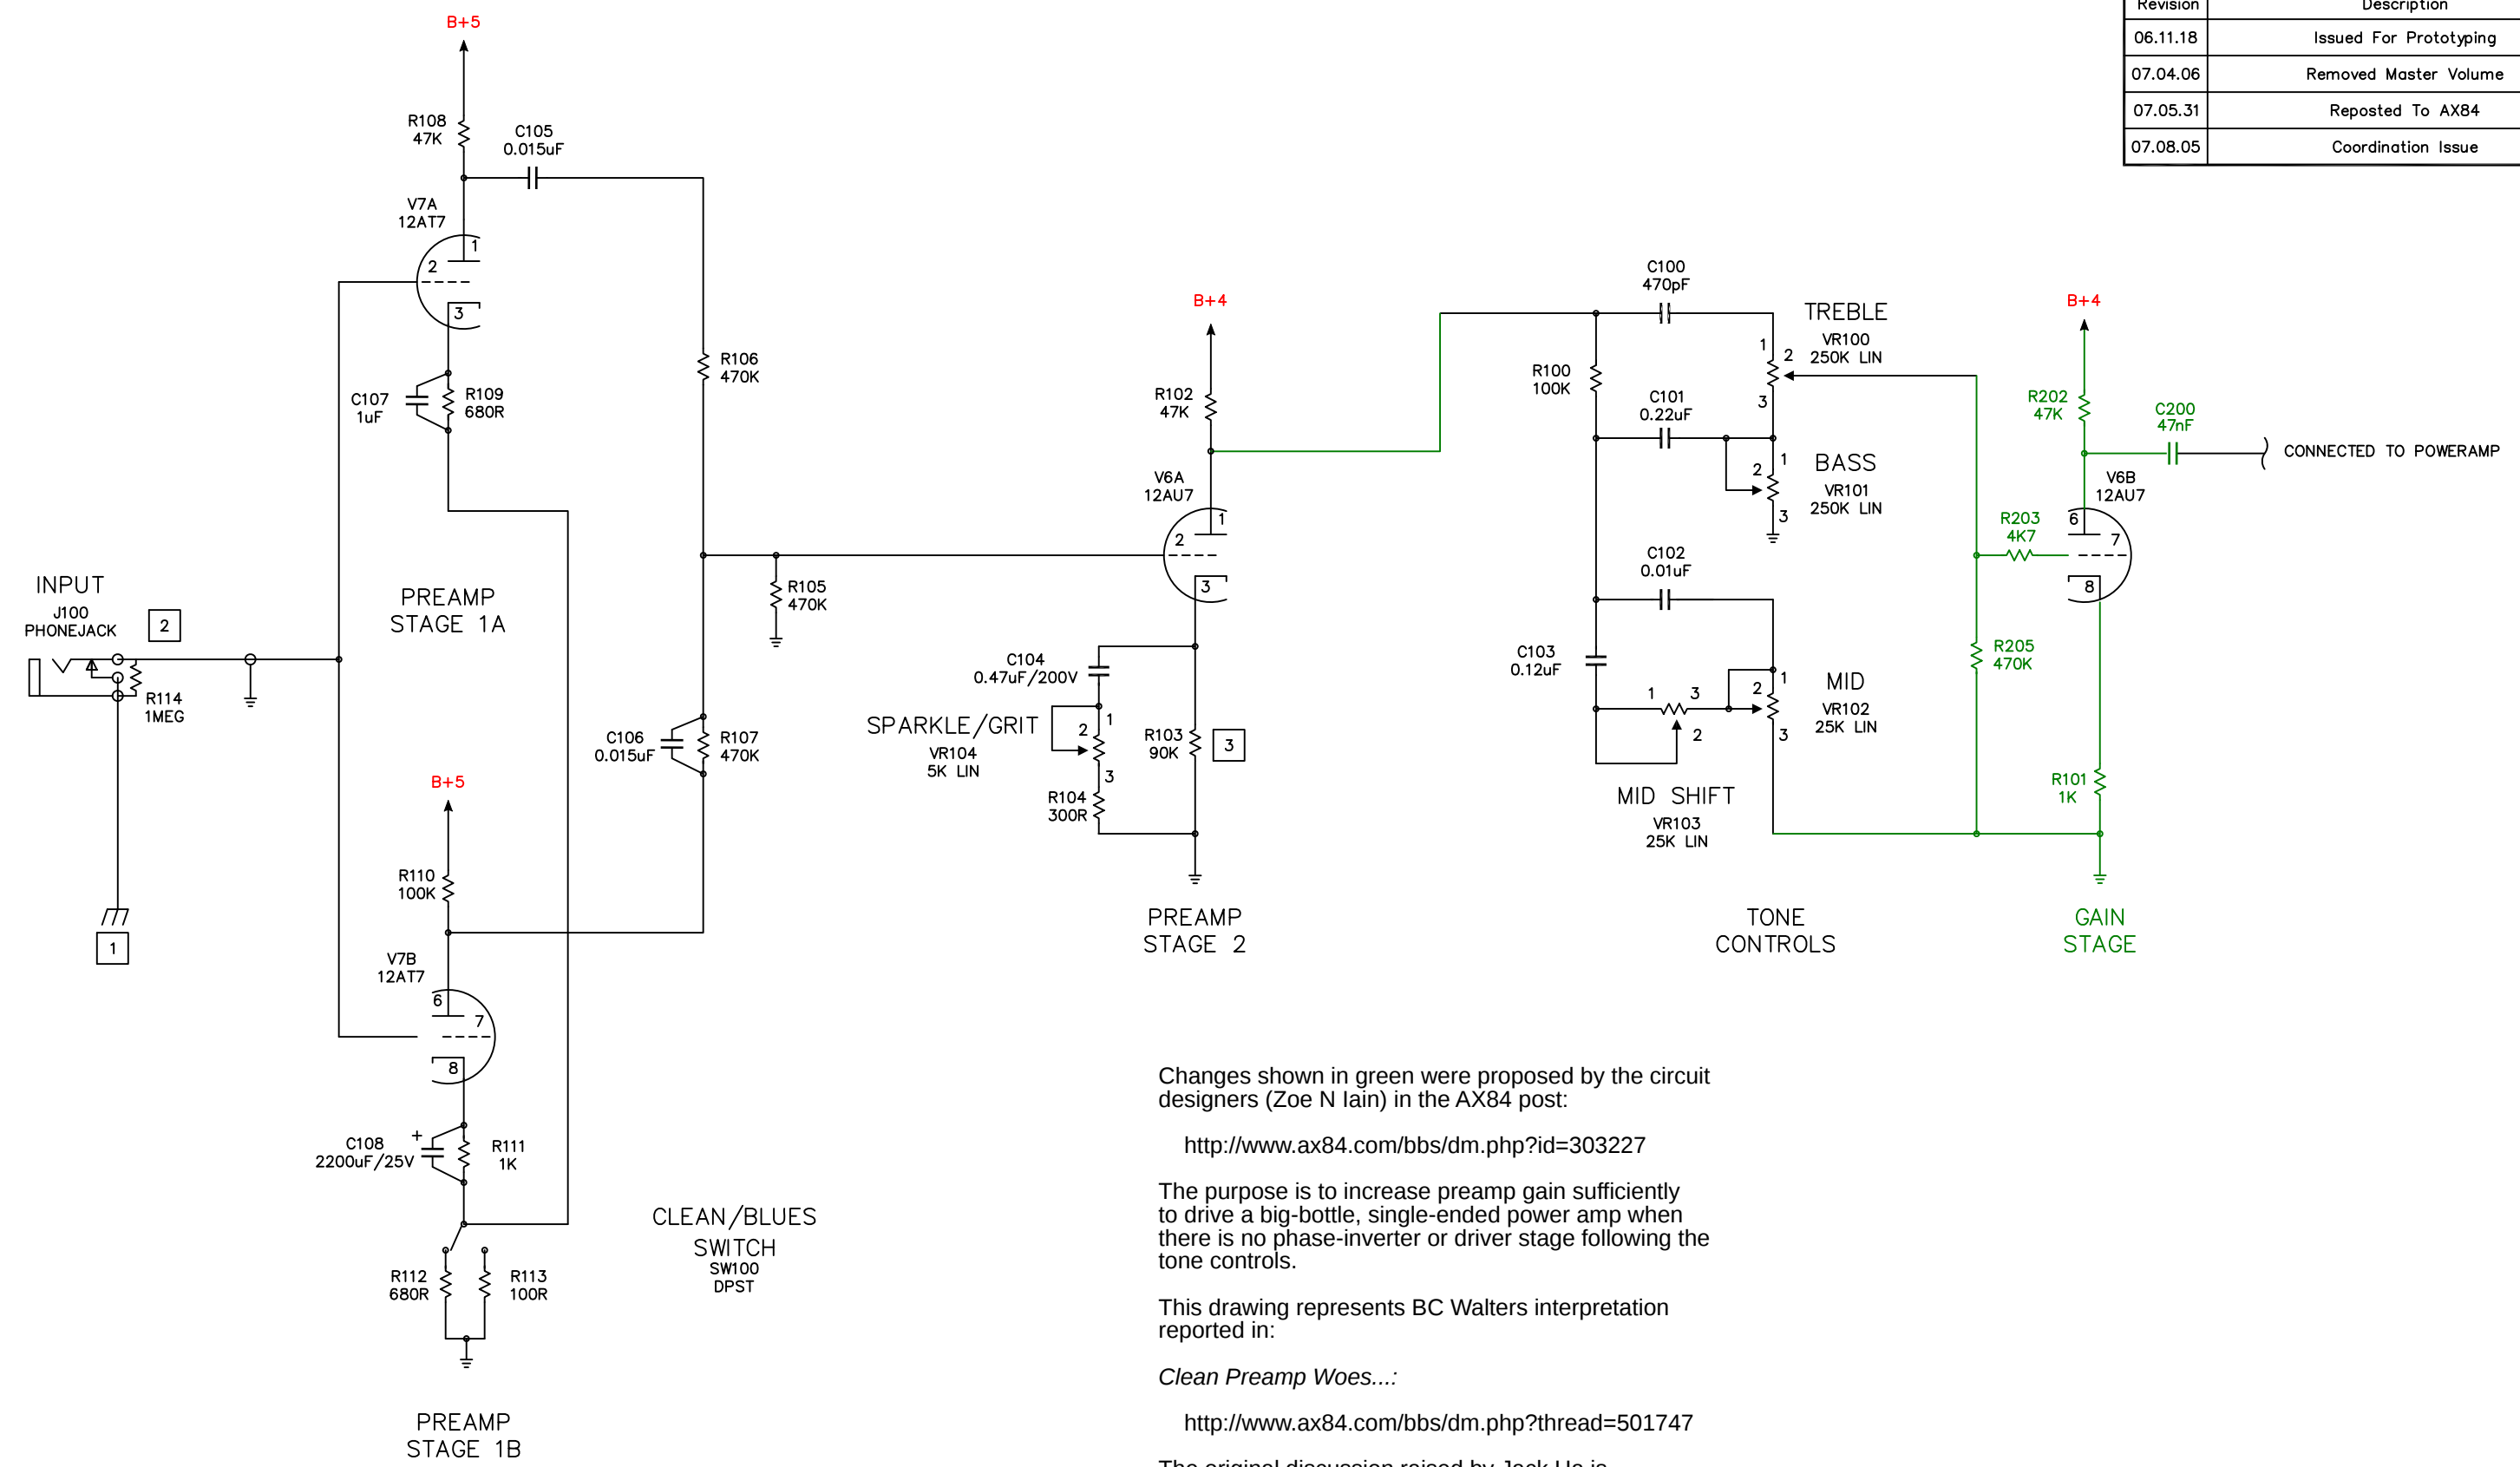 Revision Description
06.11.18 Issued For Prototyping
07.04.06 Removed Master Volume
07.05.31 Reposted To AX84
07.08.05 Coordination Issue
B+5
R108
47K
C105
0.015uF
V7A
12AT7
1
2
3
C107
1uF
R109
680R
R106
470K
PREAMP
STAGE 1A
INPUT
J100
PHONEJACK
2
R114
1MEG
1
R105
470K
C106
0.015uF
R107
470K
B+5
R110
100K
V7B
12AT7
6
7
8
+
C108
2200uF/25V
R111
1K
R112
680R
R113
100R
CLEAN/BLUES
SWITCH
SW100
DPST
PREAMP
STAGE 1B
B+4
R102
47K
V6A
12AU7
1
2
3
C104
0.47uF/200V
SPARKLE/GRIT
VR104
5K LIN
1
2
3
R103
90K
3
R104
300R
PREAMP
STAGE 2
C100
470pF
TREBLE
VR100
250K LIN
1
2
3
R100
100K
C101
0.22uF
BASS
VR101
250K LIN
1
2
3
C102
0.01uF
C103
0.12uF
MID
VR102
25K LIN
1
2
3
1
3
2
MID SHIFT
VR103
25K LIN
TONE
CONTROLS
B+4
R202
47K
C200
47nF
CONNECTED TO POWERAMP
V6B
12AU7
6
7
8
R203
4K7
R205
470K
R101
1K
GAIN
STAGE
Changes shown in green were proposed by the circuit
designers (Zoe N Iain) in the AX84 post:
http://www.ax84.com/bbs/dm.php?id=303227
The purpose is to increase preamp gain sufficiently
to drive a big-bottle, single-ended power amp when
there is no phase-inverter or driver stage following the
tone controls.
This drawing represents BC Walters interpretation
reported in:
Clean Preamp Woes...:
http://www.ax84.com/bbs/dm.php?thread=501747
The original discussion raised by Jack He is